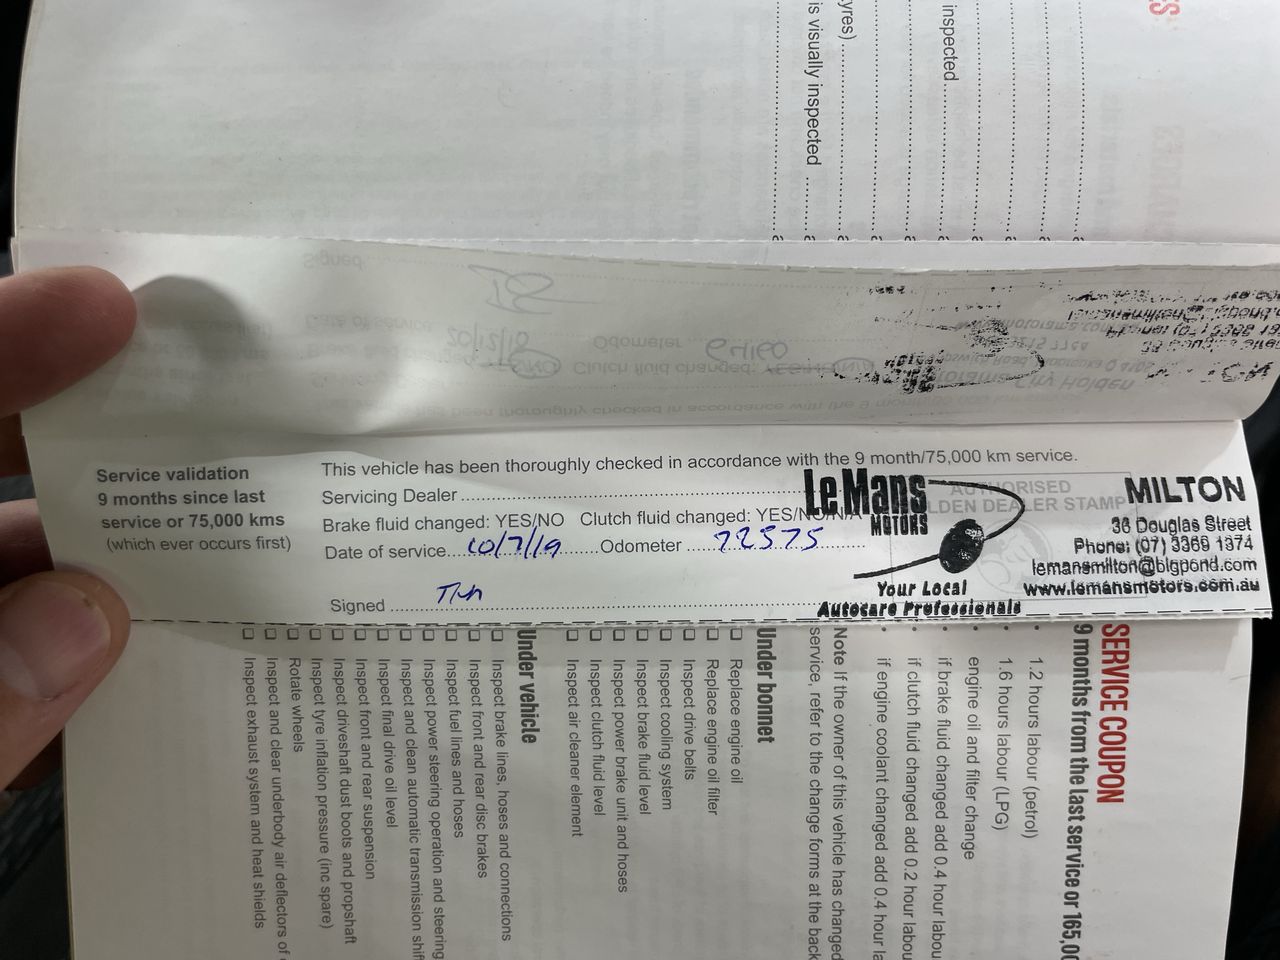 yres)
is visually inspected
inspected
Service validation
9 months since last
service or 75,000 kms
(which ever occurs first)
This vehicle has been thoroughly checked in accordance with the 9 month/75,000 km service.
Servicing Dealer
Brake fluid changed: YES/NO Clutch fluid changed: YES/NO/N/A
Date of service 10/7/19 Odometer 72575
Signed
AUTHORISED
LDEN DEALER STAMP
LeMans
MOTORS
Your Local
Autocare Professionals
MILTON
36 Douglas Street
Phone: (07) 3369 1374
lemansmilton@bigpond.com
www.lemansmotors.com.au
SERVICE COUPON
9 months from the last service or 165,00
1.2 hours labour (petrol)
1.6 hours labour (LPG)
engine oil and filter change
if brake fluid changed add 0.4 hour labou
if clutch fluid changed add 0.2 hour labou
if engine coolant changed add 0.4 hour la
Note If the owner of this vehicle has changed
service, refer to the change forms at the back
Under bonnet
Replace engine oil
Replace engine oil filter
Inspect drive belts
Inspect cooling system
Inspect brake fluid level
Inspect power brake unit and hoses
Inspect clutch fluid level
Inspect air cleaner element
Under vehicle
Inspect brake lines, hoses and connections
Inspect front and rear disc brakes
Inspect fuel lines and hoses
Inspect power steering operation and steering
Inspect and clean automatic transmission shif
Inspect final drive oil level
Inspect front and rear suspension
Inspect driveshaft dust boots and propshaft
Inspect tyre inflation pressure (inc spare)
Rotate wheels
Inspect and clear underbody air deflectors of
Inspect exhaust system and heat shields